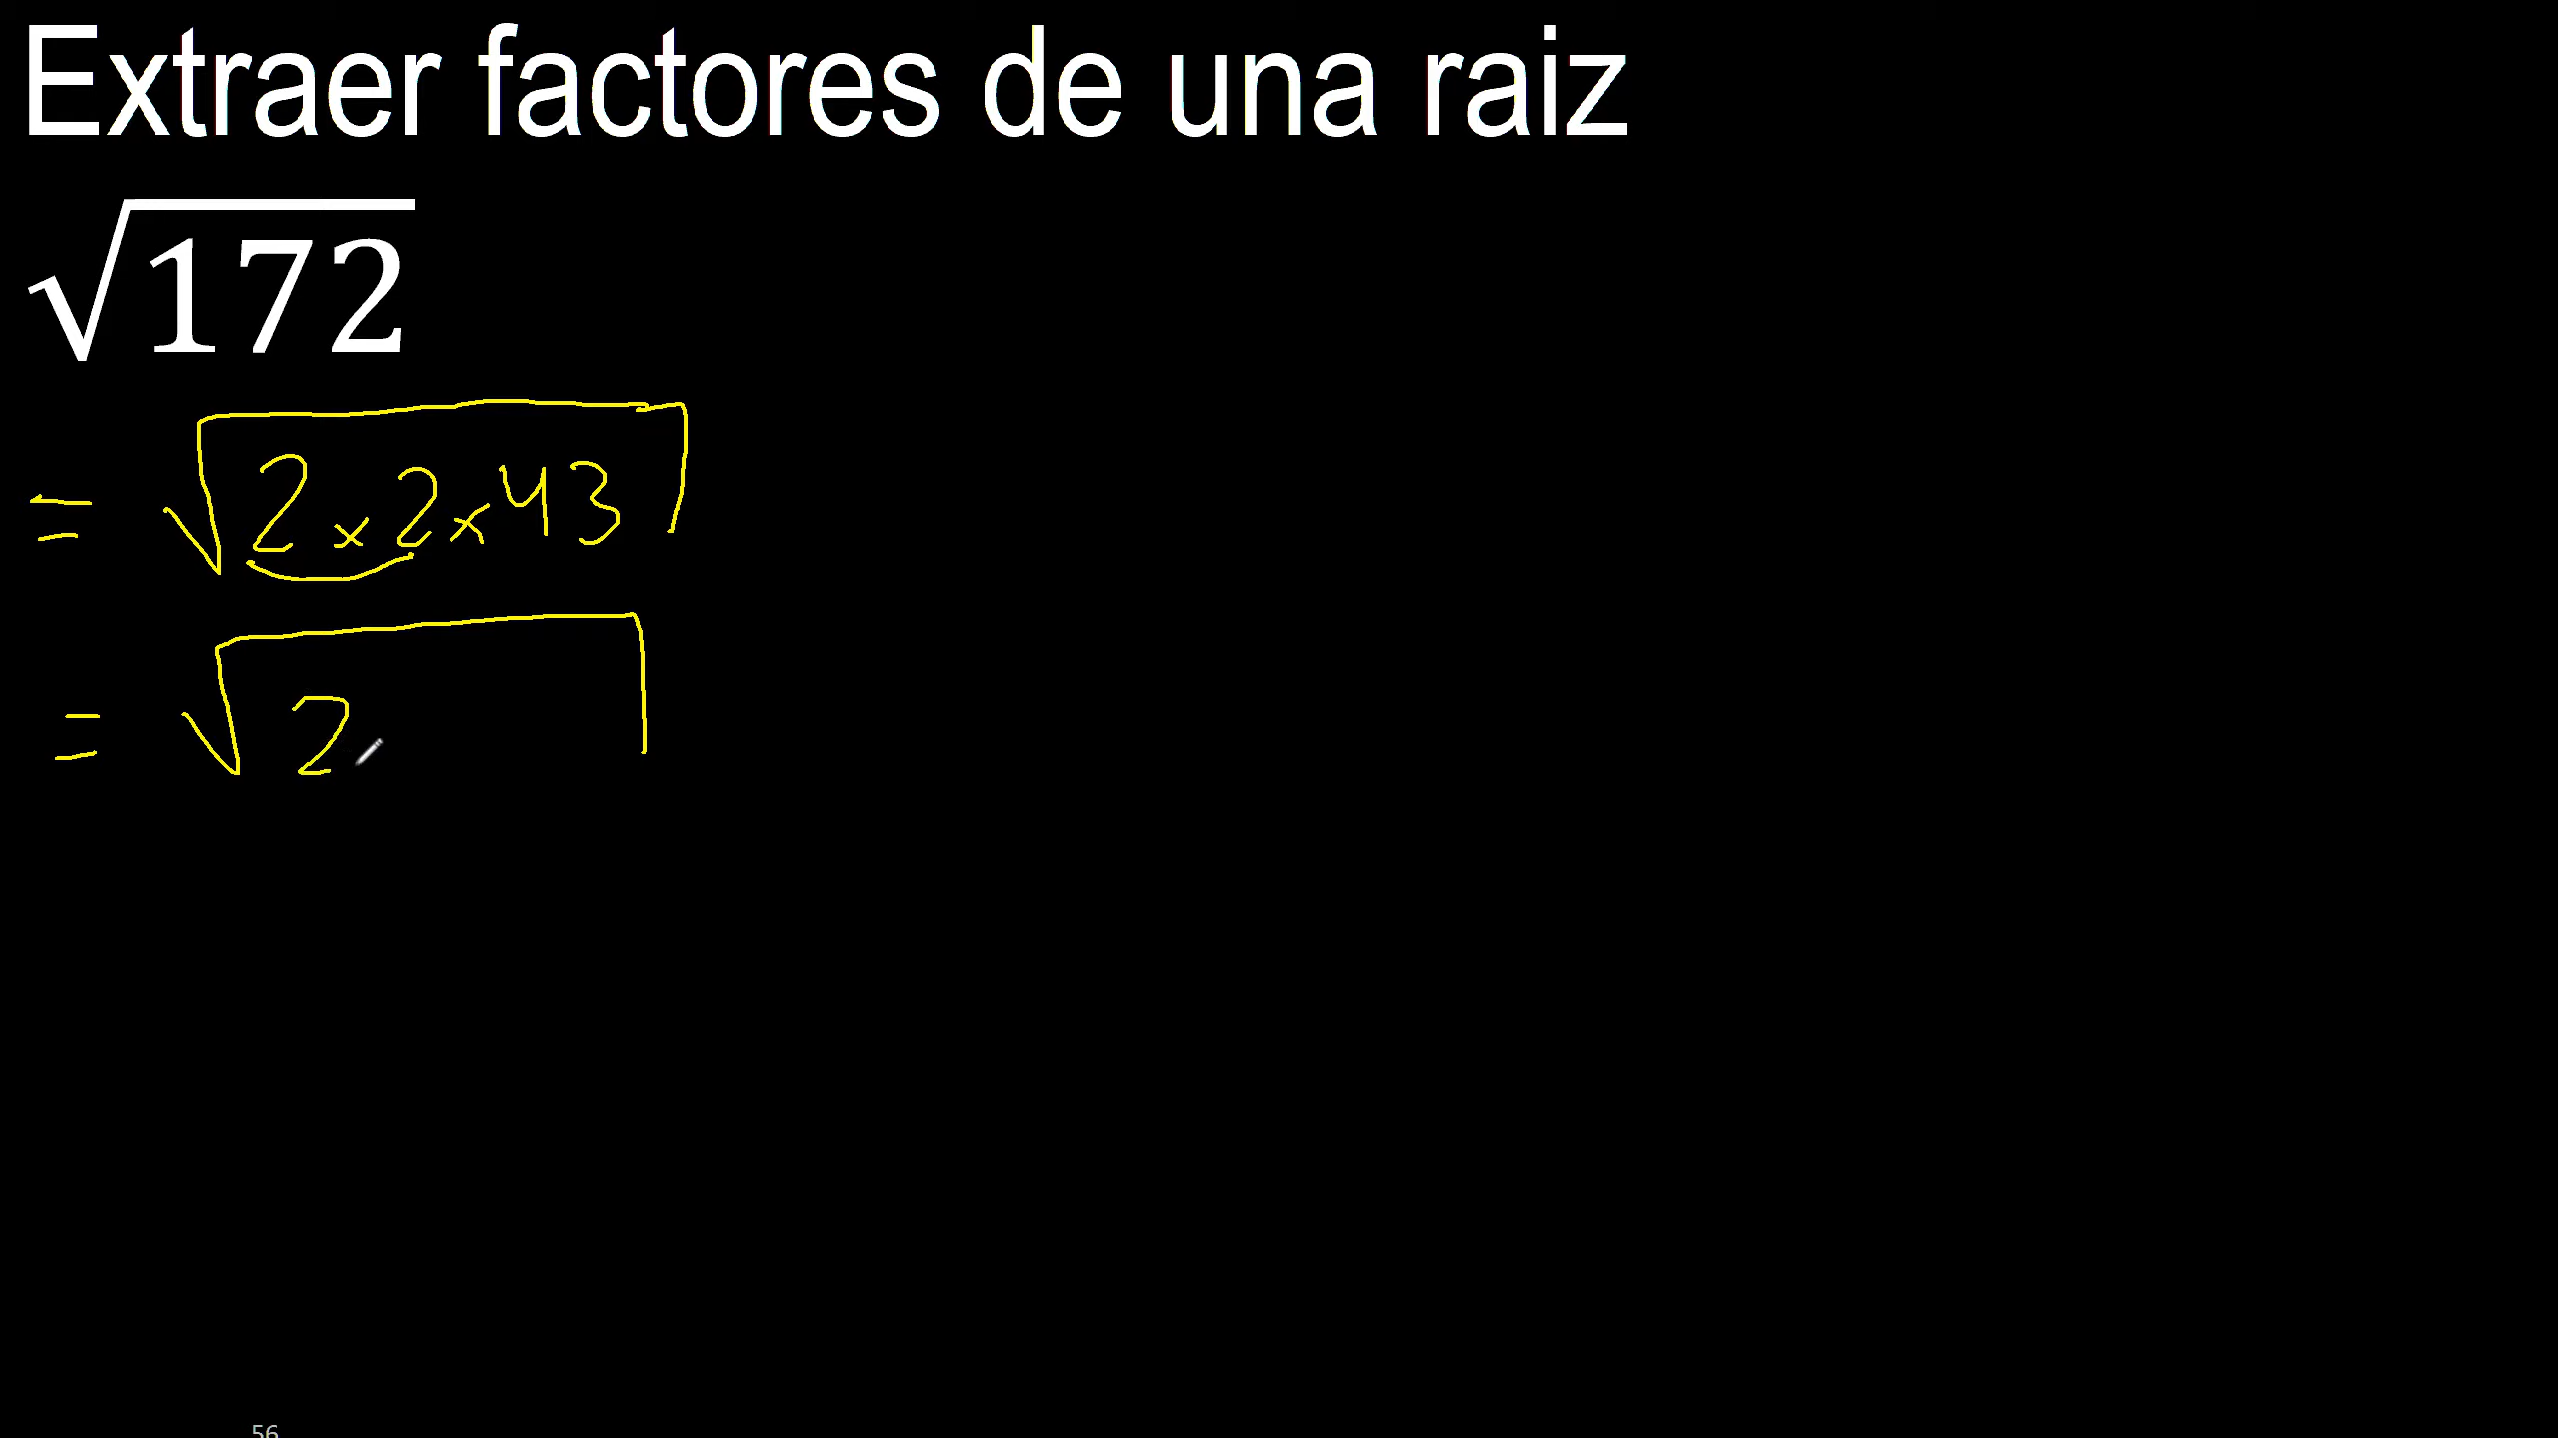 Extraer factores de una raiz
√172
= √2×2×43
= √2
56